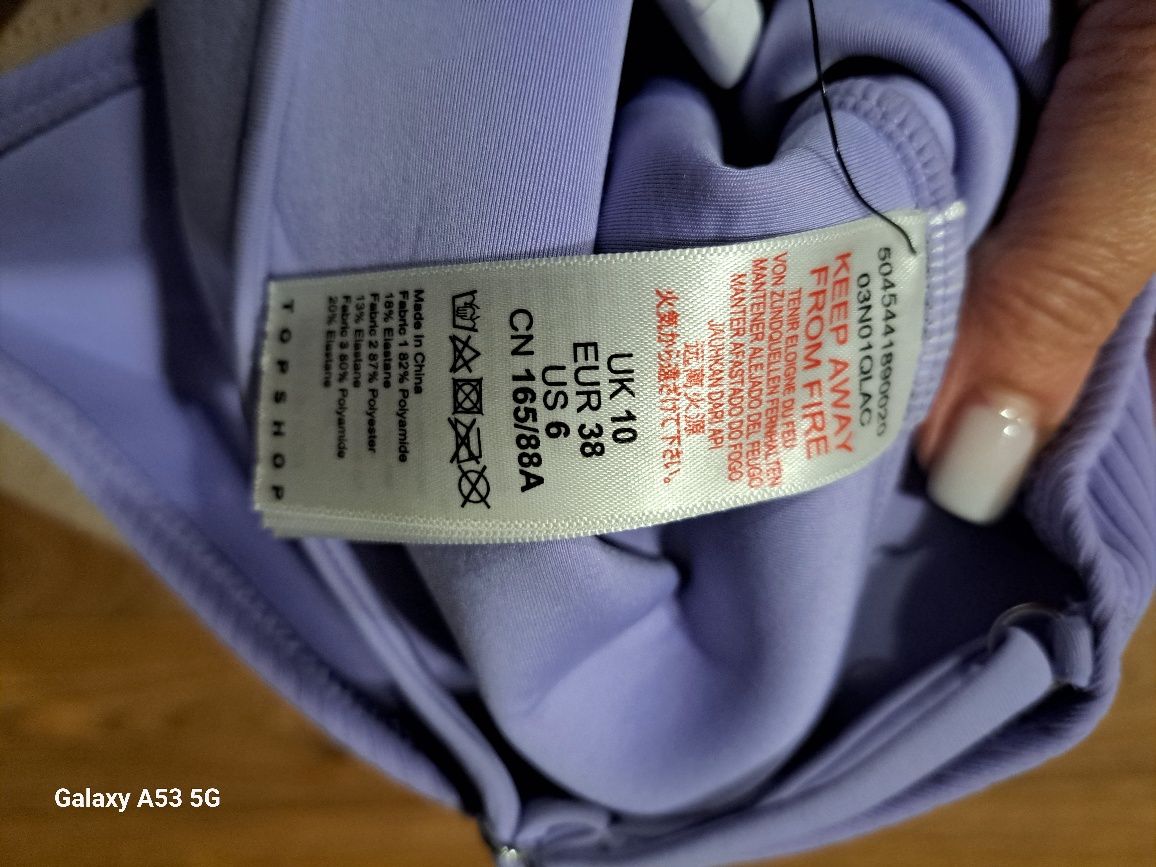 5045441890020
03N01QLAC
KEEP AWAY
FROM FIRE
TENIR ELOIGNE DU FEU
VON ZÜNDQUELLEN FERNHALTEN
MANTENER ALEJADO DEL FUEGO
MANTER AFASTADO DO FOGO
JAUHKAN DARI API
远离火源
火気から遠ざけて下さい。
UK 10
EUR 38
US 6
CN 165/88A
Made In China
Fabric 1 82% Polyamide
18% Elastane
Fabric 2 87% Polyester
13% Elastane
Fabric 3 80% Polyamide
20% Elastane
TOPSHOP
Galaxy A53 5G